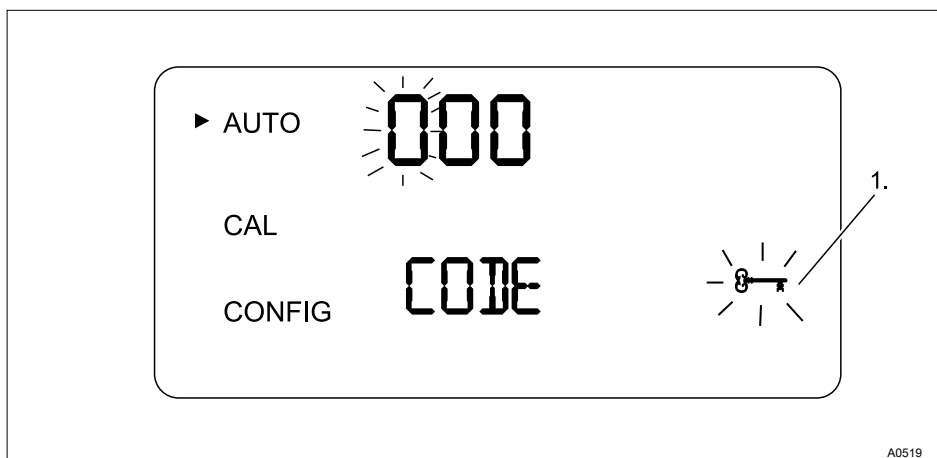 AUTO 000
1.
CAL
CODE
CONFIG
A0519